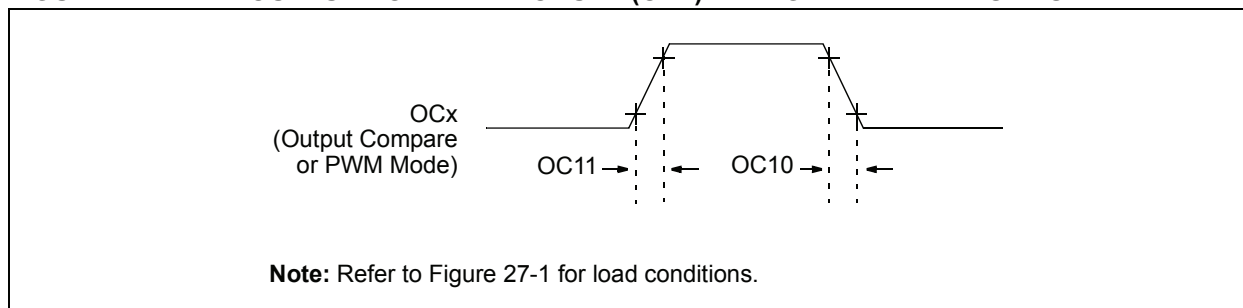 OCx
(Output Compare
or PWM Mode)
OC11
OC10
Note: Refer to Figure 27-1 for load conditions.